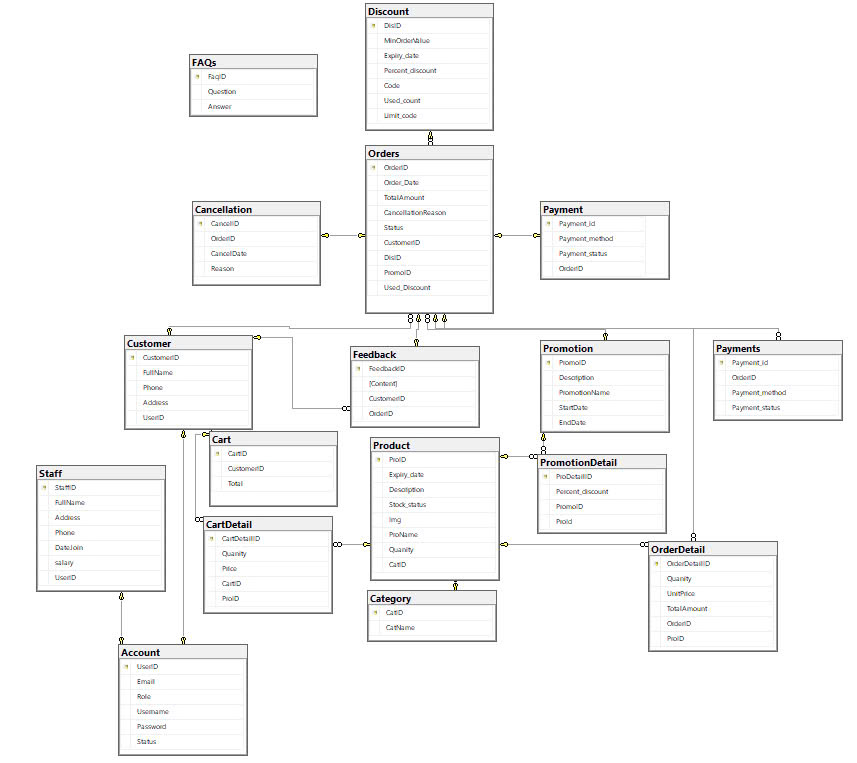 Discount
DisID
MinOrderValue
Expiry_date
Percent_discount
Code
Used_count
Limit_code
FAQs
FaqID
Question
Answer
Orders
OrderID
Order_Date
TotalAmount
CancellationReason
Status
CustomerID
DisID
PromoID
Used_Discount
Cancellation
CancelID
OrderID
CancelDate
Reason
Payment
Payment_id
Payment_method
Payment_status
OrderID
Customer
CustomerID
FullName
Phone
Address
UserID
Feedback
FeedbackID
[Content]
CustomerID
OrderID
Promotion
PromoID
Description
PromotionName
StartDate
EndDate
Payments
Payment_id
OrderID
Payment_method
Payment_status
Cart
CartID
CustomerID
Total
Product
ProID
Expiry_date
Description
Stock_status
Img
ProName
Quanity
CatID
PromotionDetail
ProDetailID
Percent_discount
PromoID
ProId
Staff
StaffID
FullName
Address
Phone
DateJoin
salary
UserID
CartDetail
CartDetailID
Quanity
Price
CartID
ProID
OrderDetail
OrderDetailID
Quanity
UnitPrice
TotalAmount
OrderID
ProID
Category
CatID
CatName
Account
UserID
Email
Role
Username
Password
Status